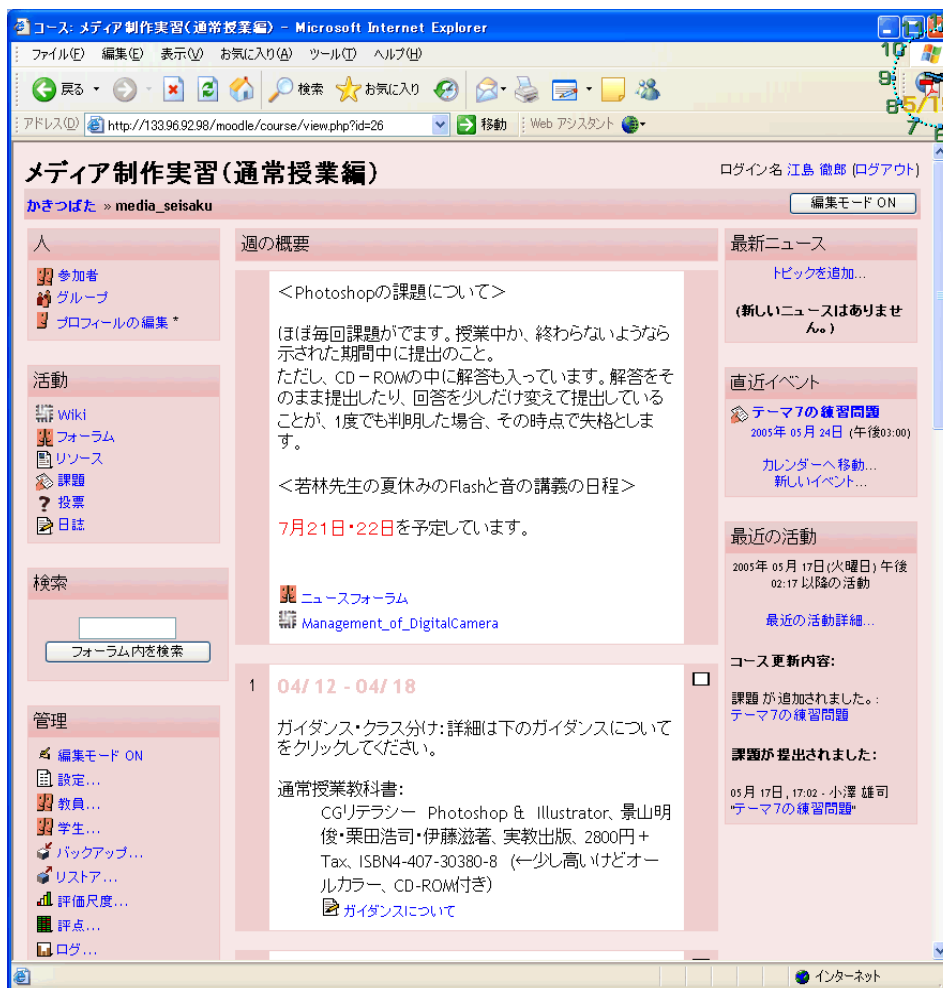 コース: メディア制作実習(通常授業編) - Microsoft Internet Explorer
ファイル(F) 編集(E) 表示(V) お気に入り(A) ツール(T) ヘルプ(H)
戻る 検索 お気に入り
アドレス(D) http://133.96.92.98/moodle/course/view.php?id=26 移動 Web アシスタント
10
9
8 5/1
7
メディア制作実習(通常授業編)
ログイン名 江島 徹郎 (ログアウト)
かきつばた » media_seisaku
編集モード ON
人
参加者
グループ
プロフィールの編集 *
活動
Wiki
フォーラム
リソース
課題
投票
日誌
検索
フォーラム内を検索
管理
編集モード ON
設定...
教員...
学生...
バックアップ...
リストア...
評価尺度...
評点...
ログ...
週の概要
＜Photoshopの課題について＞
ほぼ毎回課題がでます。授業中か、終わらないようなら
示された期間中に提出のこと。
ただし、CD－ROMの中に解答も入っています。解答をそ
のまま提出したり、回答を少しだけ変えて提出している
ことが、1度でも判明した場合、その時点で失格としま
す。
＜若林先生の夏休みのFlashと音の講義の日程＞
7月21日・22日を予定しています。
ニュースフォーラム
Management_of_DigitalCamera
1 04/ 12 - 04/ 18
ガイダンス・クラス分け：詳細は下のガイダンスについて
をクリックしてください。
通常授業教科書：
CGリテラシー Photoshop & Illustrator、景山明
俊・栗田浩司・伊藤滋著、実教出版、2800円＋
Tax、ISBN4-407-30380-8 (←少し高いけどオー
ルカラー、CD-ROM付き)
ガイダンスについて
最新ニュース
トピックを追加...
(新しいニュースはありませ
ん。)
直近イベント
テーマ7の練習問題
2005年 05月 24日 (午後03:00)
カレンダーへ移動...
新しいイベント...
最近の活動
2005年 05月 17日(火曜日) 午後
02:17 以降の活動
最近の活動詳細...
コース更新内容:
課題 が追加されました。:
テーマ7の練習問題
課題が提出されました:
05月 17日, 17:02 - 小澤 雄司
"テーマ7の練習問題"
インターネット